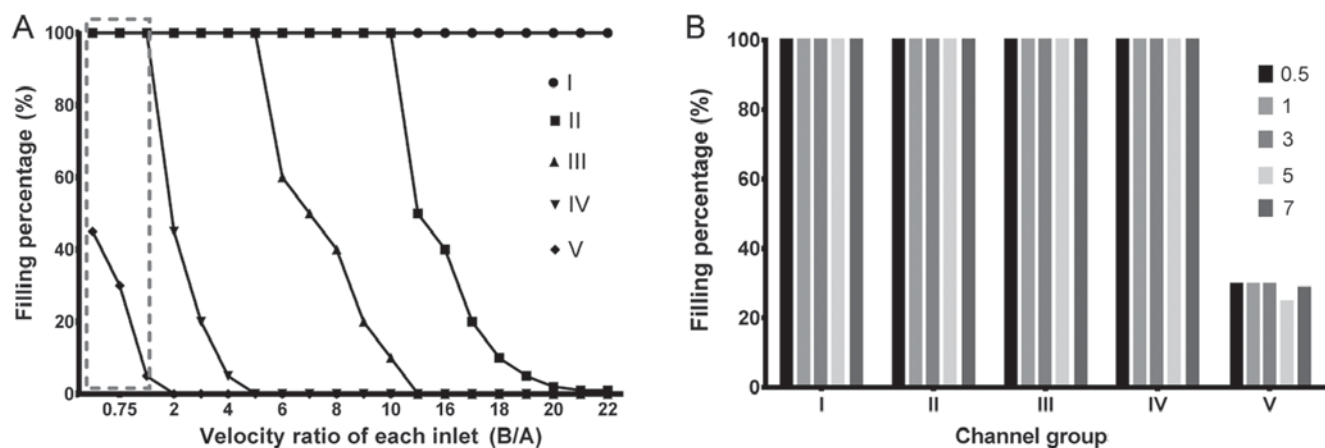 A
Filling percentage (%)
100
80
60
40
20
0
0.75 2 4 6 8 10 16 18 20 22
Velocity ratio of each inlet (B/A)
I
II
III
IV
V
B
Filling percentage (%)
100
80
60
40
20
0
I II III IV V
Channel group
0.5
1
3
5
7